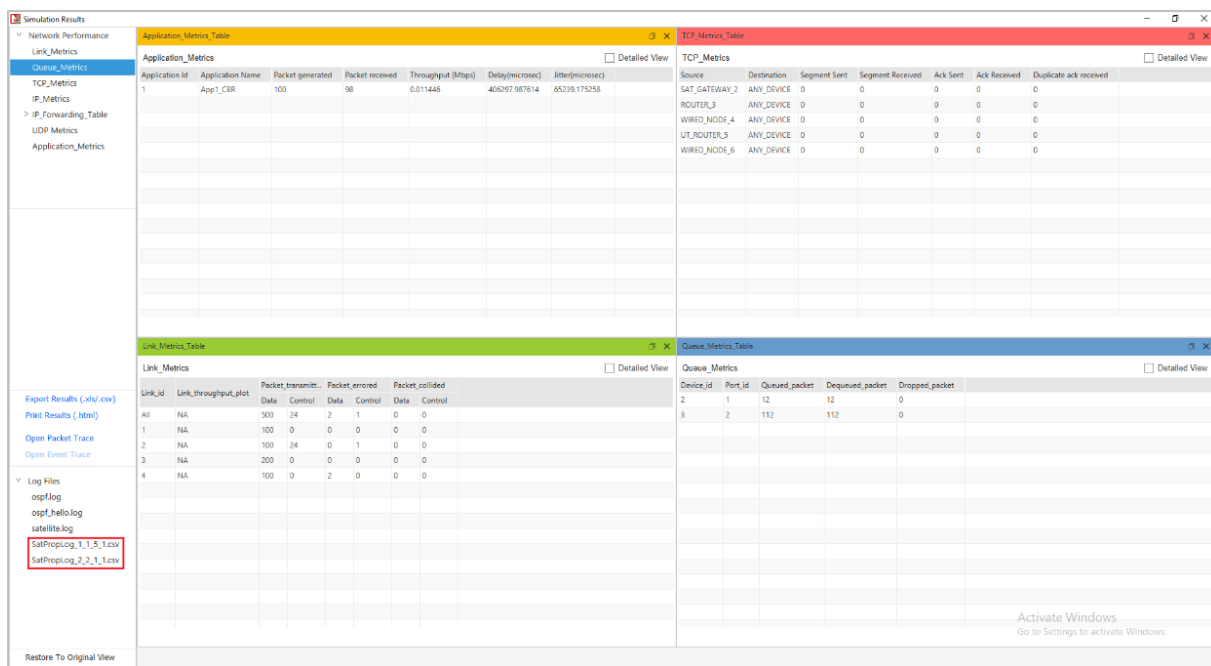 Simulation Results
Network Performance
Link_Metrics
Queue_Metrics
TCP_Metrics
IP_Metrics
IP_Forwarding_Table
UDP Metrics
Application_Metrics
Export Results (.xls/.csv)
Print Results (.html)
Open Packet Trace
Open Event Trace
Log Files
ospf.log
ospf_hello.log
satellite.log
SatPropLog_1_1_5_1.csv
SatPropLog_2_2_1_1.csv
Restore To Original View
Application_Metrics_Table
Application_Metrics Detailed View
Application Id Application Name Packet generated Packet received Throughput (Mbps) Delay(microsec) Jitter(microsec)
1 App1_CBR 100 98 0.011446 406297.987614 65239.175258
TCP_Metrics_Table
TCP_Metrics Detailed View
Source Destination Segment Sent Segment Received Ack Sent Ack Received Duplicate ack received
SAT_GATEWAY_2 ANY_DEVICE 0 0 0 0 0
ROUTER_3 ANY_DEVICE 0 0 0 0 0
WIRED_NODE_4 ANY_DEVICE 0 0 0 0 0
UT_ROUTER_5 ANY_DEVICE 0 0 0 0 0
WIRED_NODE_6 ANY_DEVICE 0 0 0 0 0
Link_Metrics_Table
Link_Metrics Detailed View
Link_id Link_throughput_plot Packet_transmitt... Packet_errored Packet_collided
Data Control Data Control Data Control
All NA 500 24 2 1 0 0
1 NA 100 0 0 0 0 0
2 NA 100 24 0 1 0 0
3 NA 200 0 0 0 0 0
4 NA 100 0 2 0 0 0
Queue_Metrics_Table
Queue_Metrics Detailed View
Device_id Port_id Queued_packet Dequeued_packet Dropped_packet
2 1 12 12 0
3 2 112 112 0
Activate Windows
Go to Settings to activate Windows.